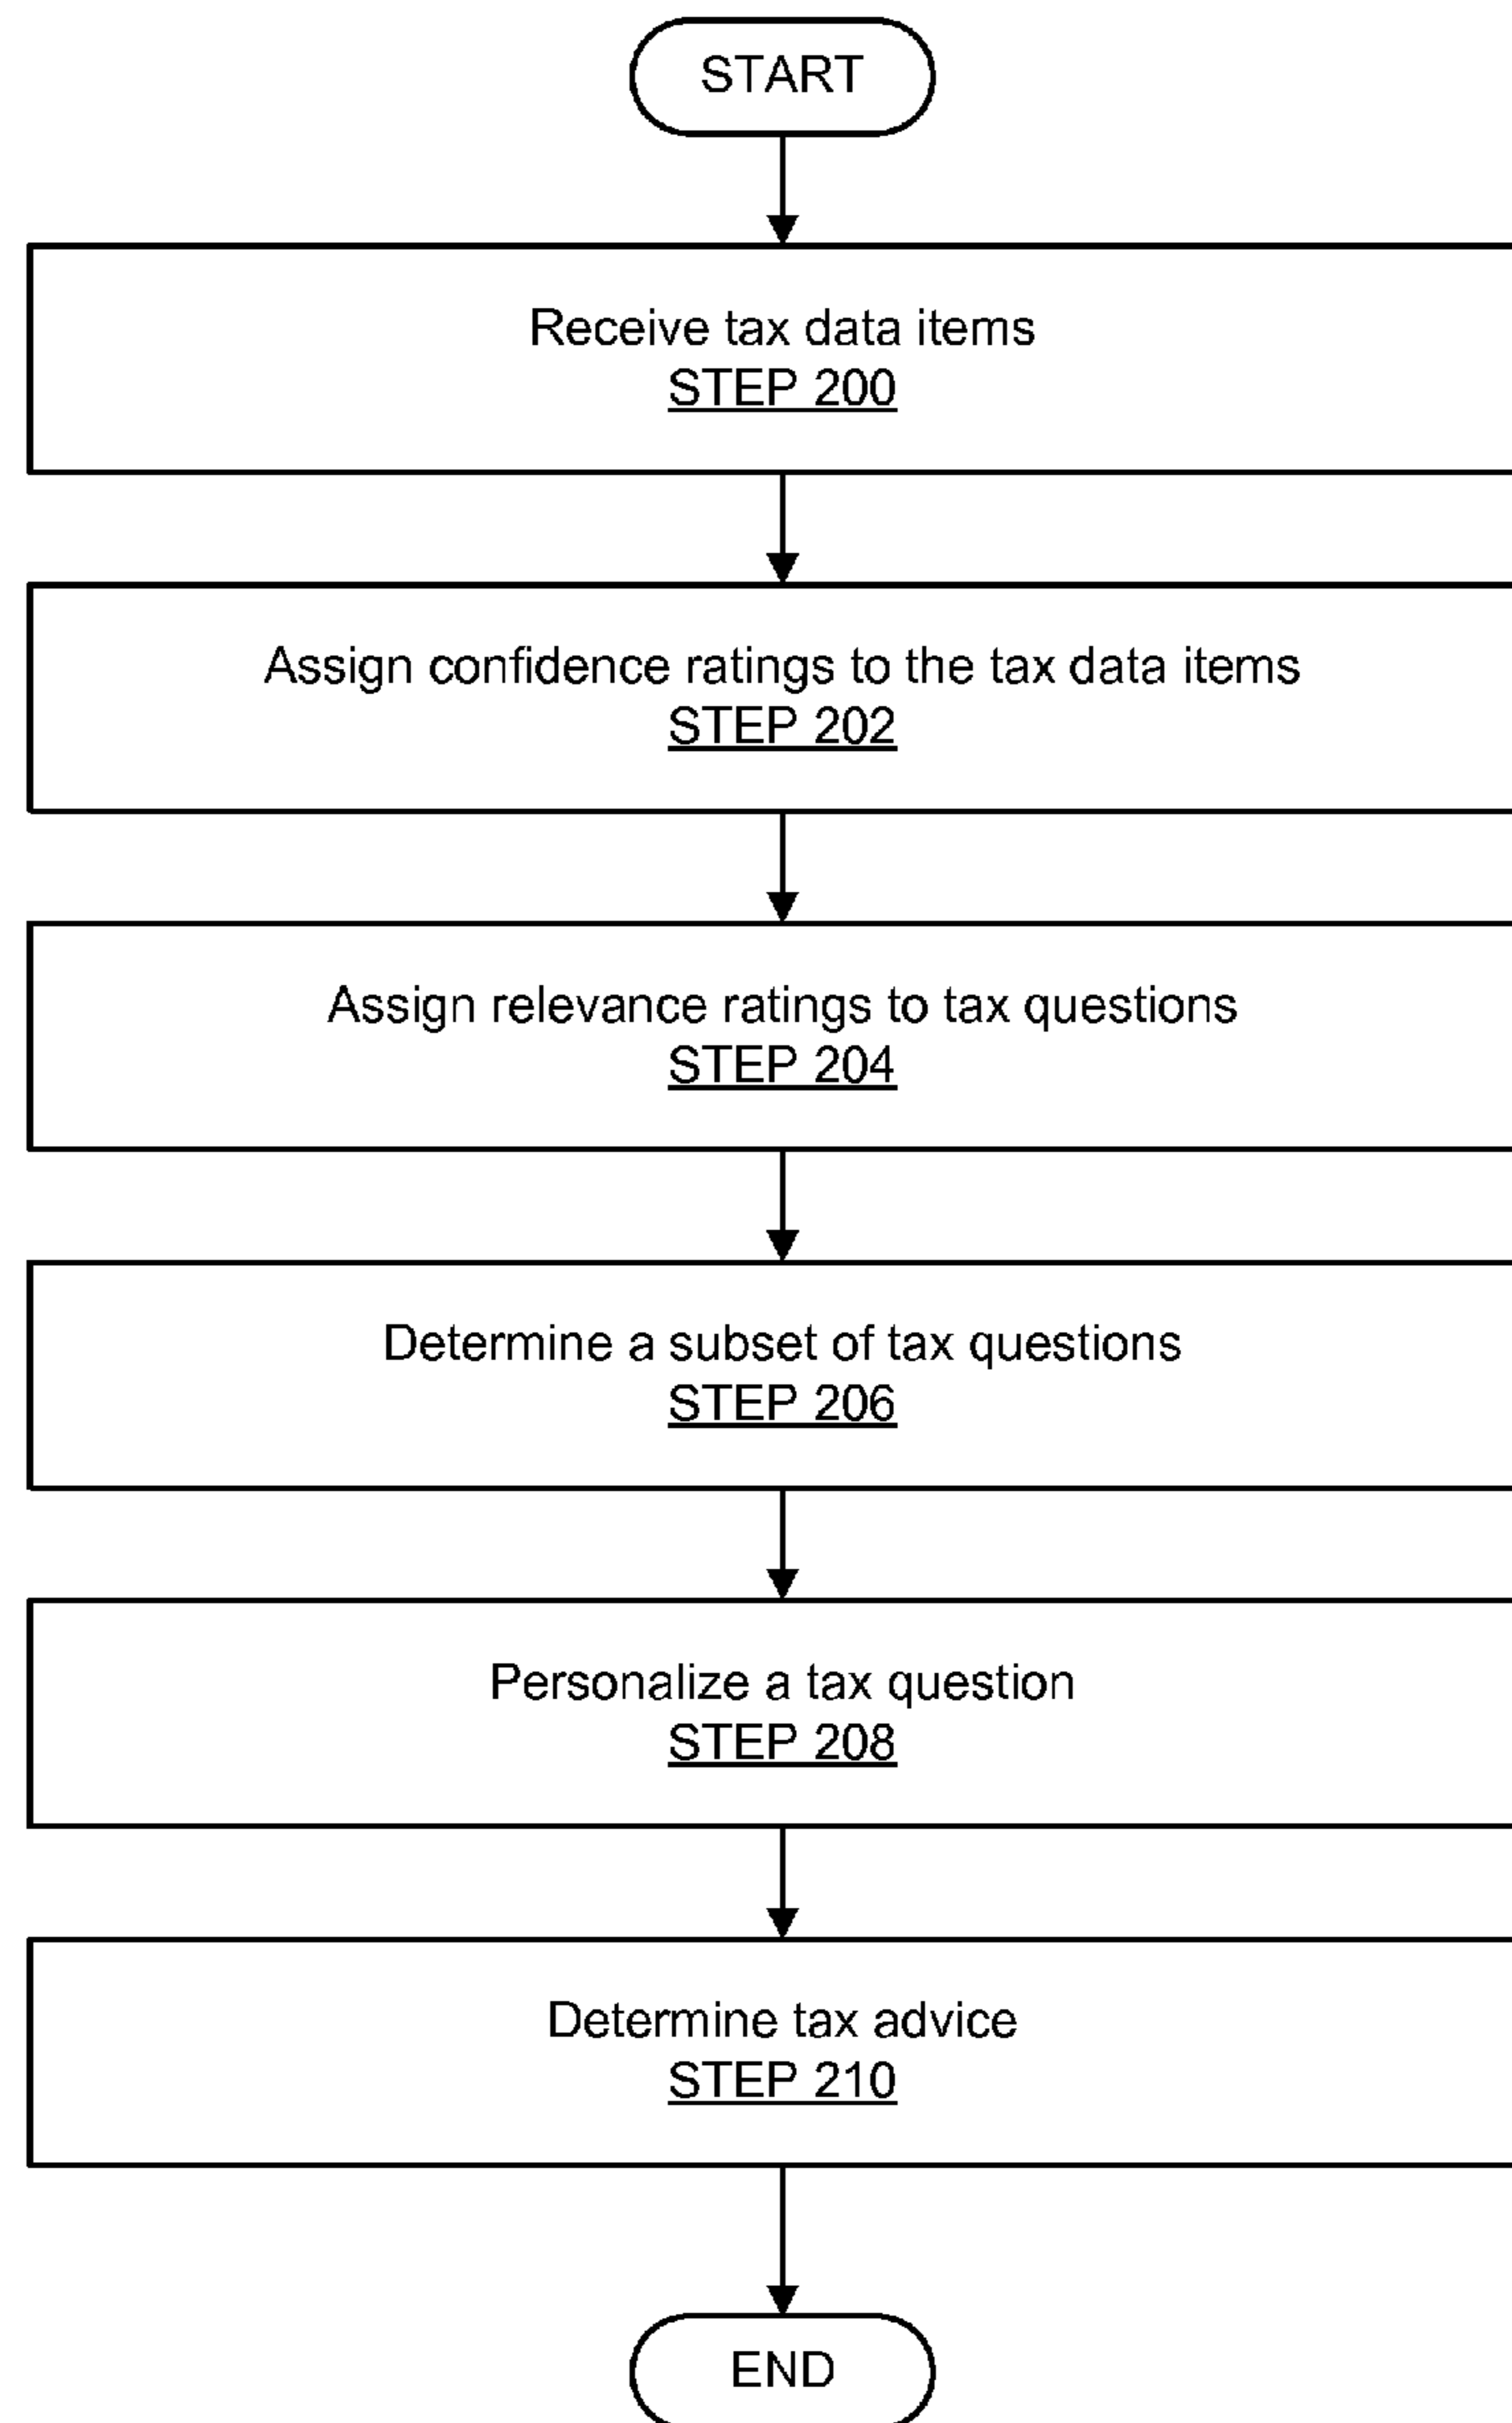 START
Receive tax data items
STEP 200
Assign confidence ratings to the tax data items
STEP 202
Assign relevance ratings to tax questions
STEP 204
Determine a subset of tax questions
STEP 206
Personalize a tax question
STEP 208
Determine tax advice
STEP 210
END